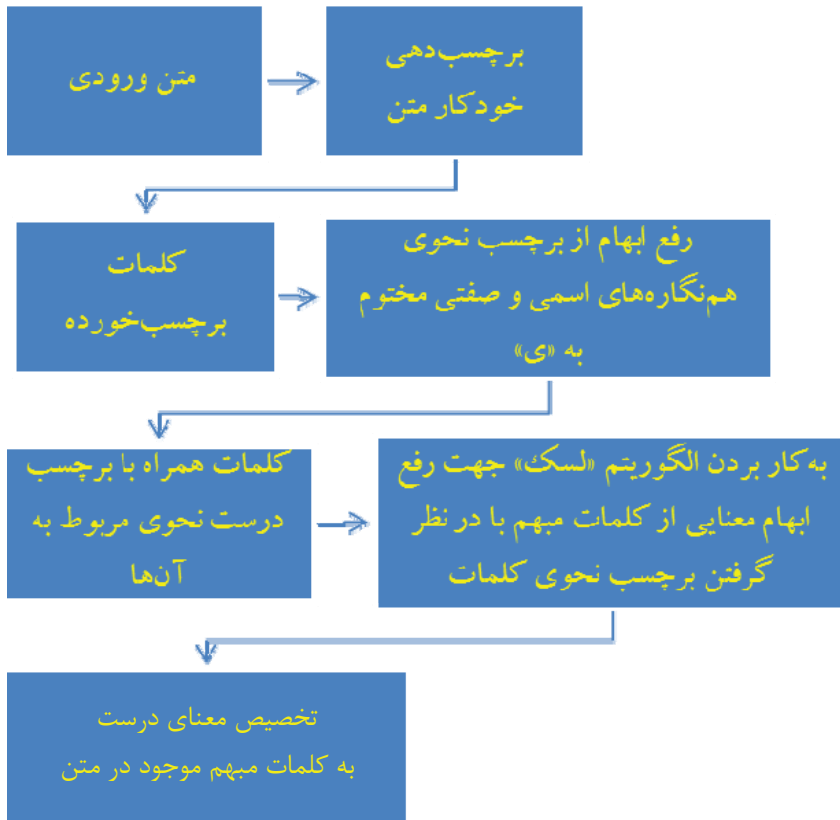 متن ورودی
برچسب‌دهی
خودکار متن
کلمات
برچسب‌خورده
رفع ابهام از برچسب نحوی
هم‌نگاره‌های اسمی و صفتی مختوم
به «ی»
کلمات همراه با برچسب
درست نحوی مربوط به
آن‌ها
به‌کار بردن الگوریتم «لسک» جهت رفع
ابهام معنایی از کلمات مبهم با در نظر
گرفتن برچسب نحوی کلمات
تخصیص معنای درست
به کلمات مبهم موجود در متن